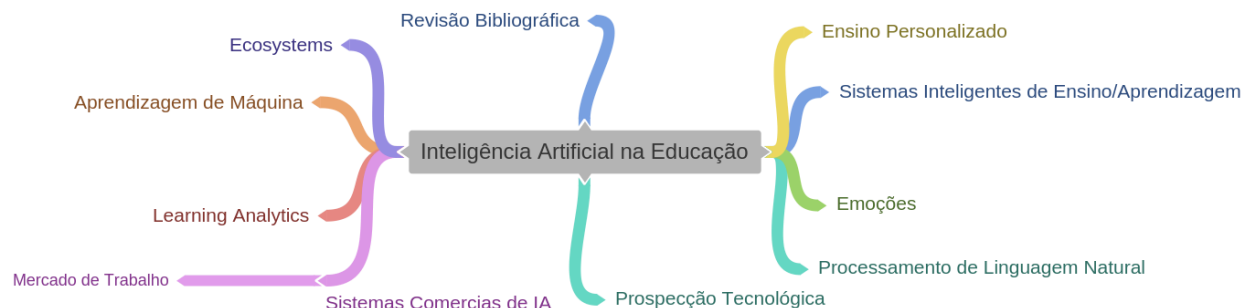 Revisão Bibliográfica
Ensino Personalizado
Ecosystems
Sistemas Inteligentes de Ensino/Aprendizagem
Aprendizagem de Máquina
Inteligência Artificial na Educação
Learning Analytics
Emoções
Processamento de Linguagem Natural
Mercado de Trabalho
Sistemas Comercias de IA
Prospecção Tecnológica